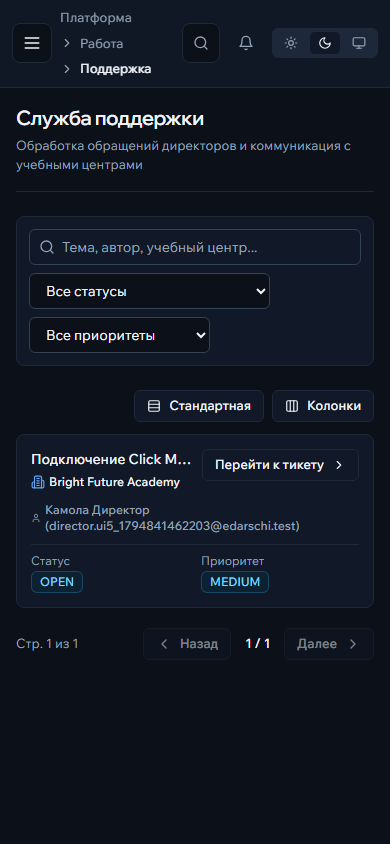 Платформа
Работа
Поддержка
Служба поддержки
Обработка обращений директоров и коммуникация с
учебными центрами
Тема, автор, учебный центр...
Все статусы
Все приоритеты
Стандартная
Колонки
Подключение Click M...
Перейти к тикету
Bright Future Academy
Камола Директор
(director.ui5_1794841462203@edarschi.test)
Статус
Приоритет
OPEN
MEDIUM
Стр. 1 из 1
Назад
1 / 1
Далее